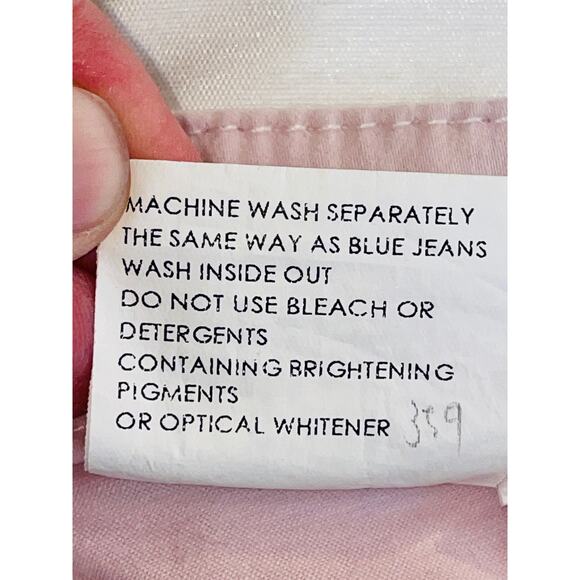 MACHINE WASH SEPARATELY
THE SAME WAY AS BLUE JEANS
WASH INSIDE OUT
DO NOT USE BLEACH OR
DETERGENTS
CONTAINING BRIGHTENING
PIGMENTS
OR OPTICAL WHITENER